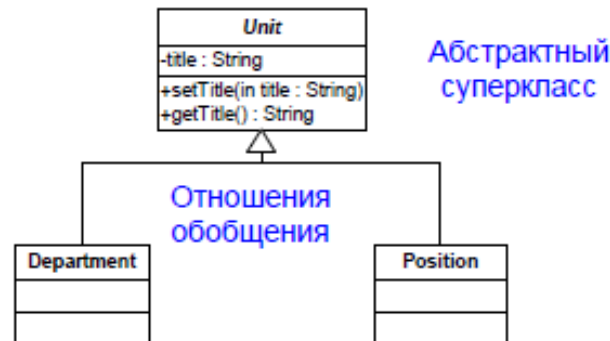 Unit
-title : String
+setTitle(in title : String)
+getTitle() : String
Абстрактный
суперкласс
Отношения
обобщения
Department
Position